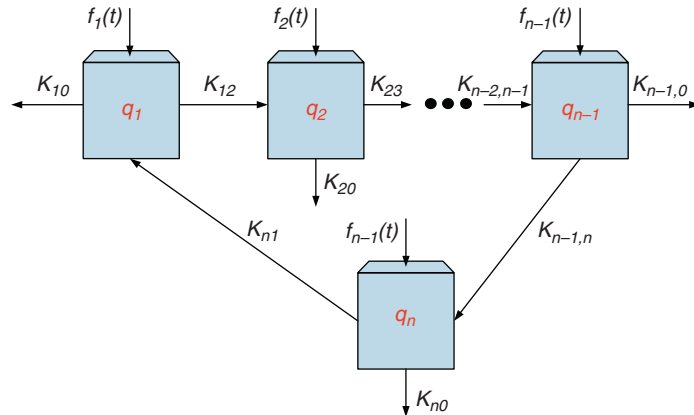 f1(t) f2(t) fn–1(t)
K10 K12 K23 Kn–2,n–1 Kn–1,0
q1 q2 qn–1
K20
Kn1 fn–1(t) Kn–1,n
qn
Kn0